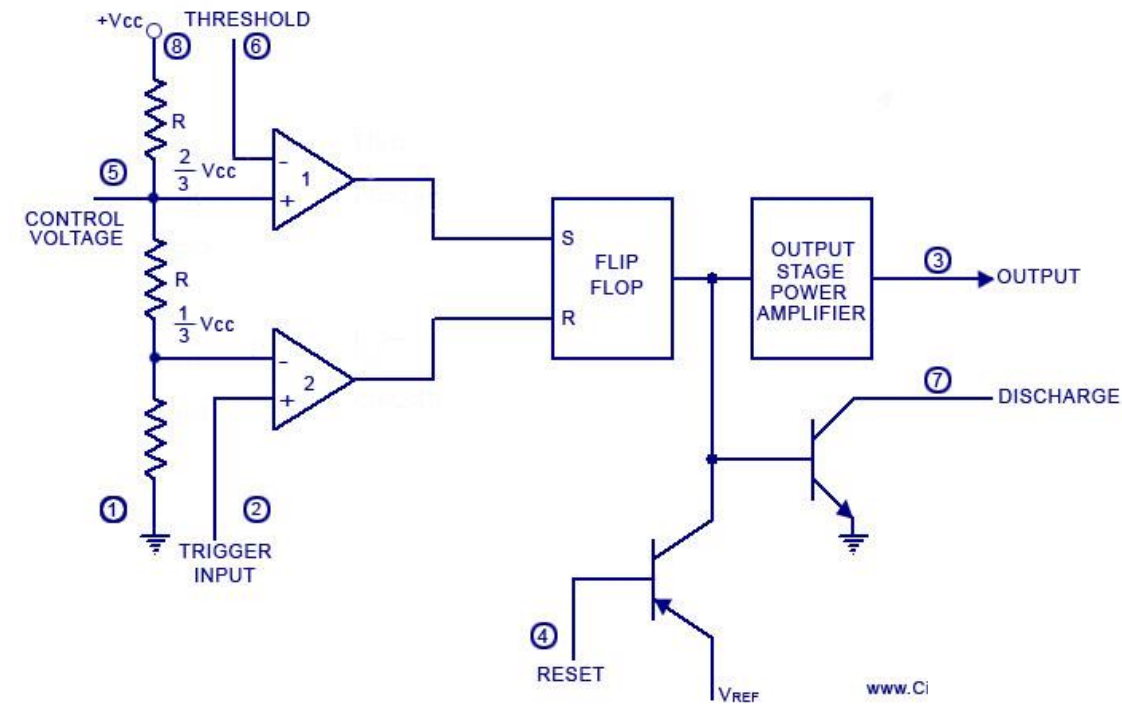 +Vcc
8
THRESHOLD
6
R
5
2/3 Vcc
-
1
+
CONTROL
VOLTAGE
R
1/3 Vcc
-
2
+
1
2
TRIGGER
INPUT
S
FLIP
FLOP
R
OUTPUT
STAGE
POWER
AMPLIFIER
3
OUTPUT
7
DISCHARGE
4
RESET
VREF
www.Ci